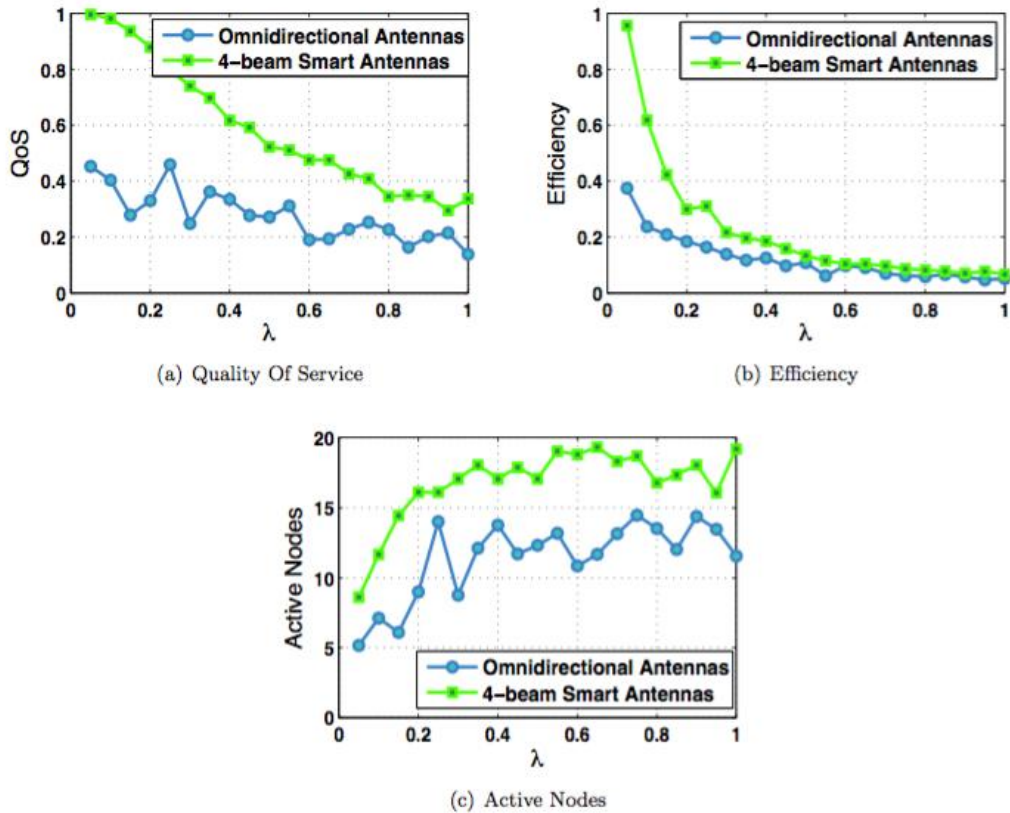 1
0.8
0.6
0.4
0.2
0
QoS
Omnidirectional Antennas
4-beam Smart Antennas
0 0.2 0.4 0.6 0.8 1
λ
(a) Quality Of Service
1
0.8
0.6
0.4
0.2
0
Efficiency
Omnidirectional Antennas
4-beam Smart Antennas
0 0.2 0.4 0.6 0.8 1
λ
(b) Efficiency
20
15
10
5
0
Active Nodes
Omnidirectional Antennas
4-beam Smart Antennas
0 0.2 0.4 0.6 0.8 1
λ
(c) Active Nodes